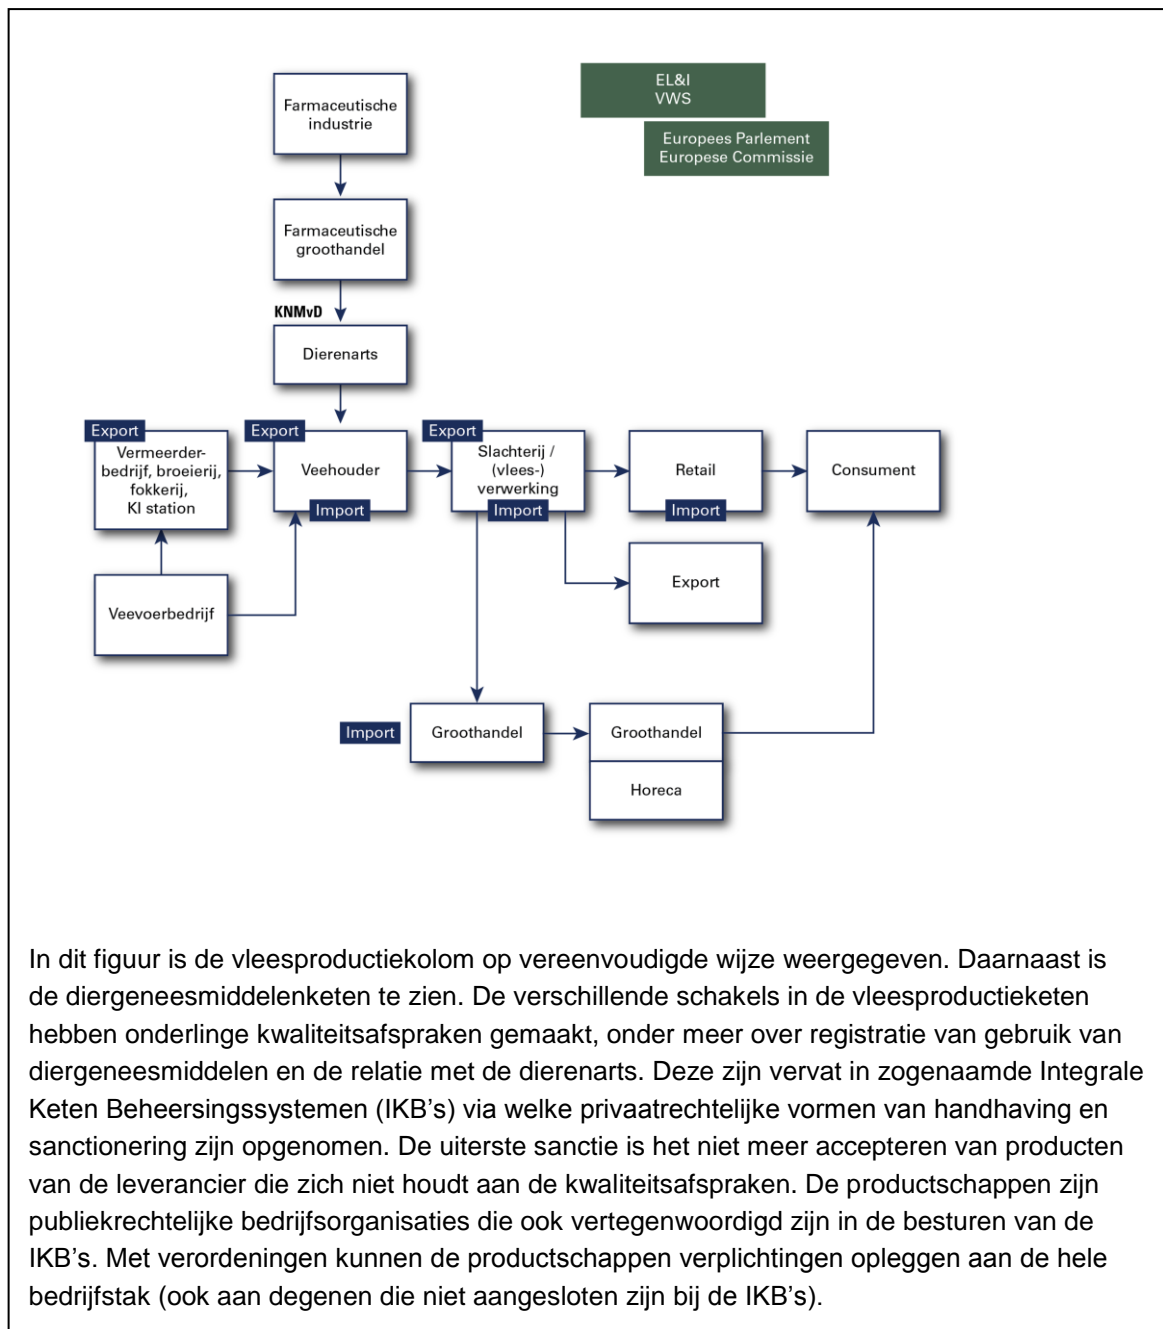 EL&I
VWS
Europees Parlement
Europese Commissie
Farmaceutische
industrie
Farmaceutische
groothandel
KNMvD
Dierenarts
Export
Vermeerder-
bedrijf, broeierij,
fokkerij,
KI station
Export
Veehouder
Import
Export
Slachterij /
(vlees-)
verwerking
Import
Retail
Import
Consument
Veevoerbedrijf
Export
Import
Groothandel
Groothandel
Horeca
In dit figuur is de vleesproductiekolom op vereenvoudigde wijze weergegeven. Daarnaast is
de diergeneesmiddelenketen te zien. De verschillende schakels in de vleesproductieketen
hebben onderlinge kwaliteitsafspraken gemaakt, onder meer over registratie van gebruik van
diergeneesmiddelen en de relatie met de dierenarts. Deze zijn vervat in zogenaamde Integrale
Keten Beheersingssystemen (IKB's) via welke privaatrechtelijke vormen van handhaving en
sanctionering zijn opgenomen. De uiterste sanctie is het niet meer accepteren van producten
van de leverancier die zich niet houdt aan de kwaliteitsafspraken. De productschappen zijn
publiekrechtelijke bedrijfsorganisaties die ook vertegenwoordigd zijn in de besturen van de
IKB's. Met verordeningen kunnen de productschappen verplichtingen opleggen aan de hele
bedrijfstak (ook aan degenen die niet aangesloten zijn bij de IKB's).